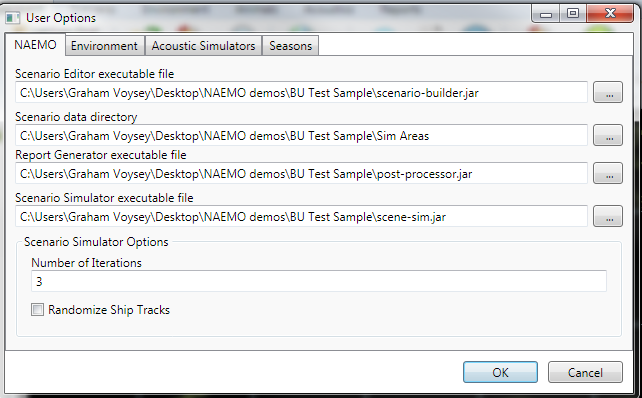 User Options
NAEMO Environment Acoustic Simulators Seasons
Scenario Editor executable file
C:\Users\Graham Voysey\Desktop\NAEMO demos\BU Test Sample\scenario-builder.jar ...
Scenario data directory
C:\Users\Graham Voysey\Desktop\NAEMO demos\BU Test Sample\Sim Areas ...
Report Generator executable file
C:\Users\Graham Voysey\Desktop\NAEMO demos\BU Test Sample\post-processor.jar ...
Scenario Simulator executable file
C:\Users\Graham Voysey\Desktop\NAEMO demos\BU Test Sample\scene-sim.jar ...
Scenario Simulator Options
Number of Iterations
3
Randomize Ship Tracks
OK Cancel